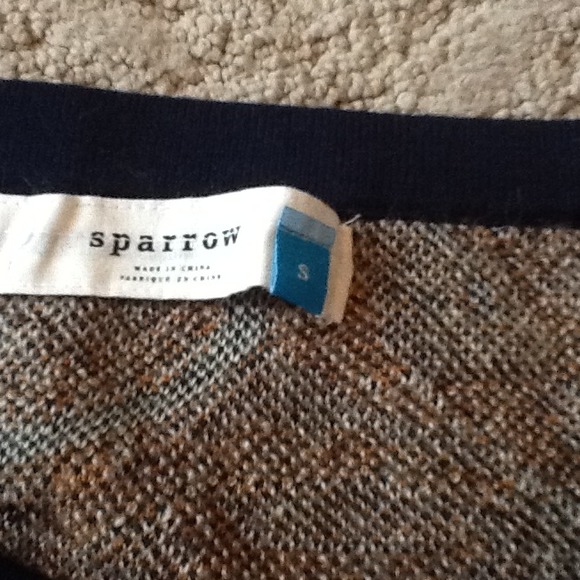 sparrow
MADE IN CHINA
FABRIQUÉ EN CHINE
S